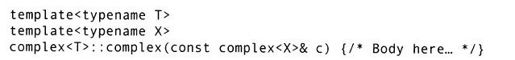 template<typename T>
template<typename X>
complex<T>::complex(const complex<X>& c) {/* Body here… */}